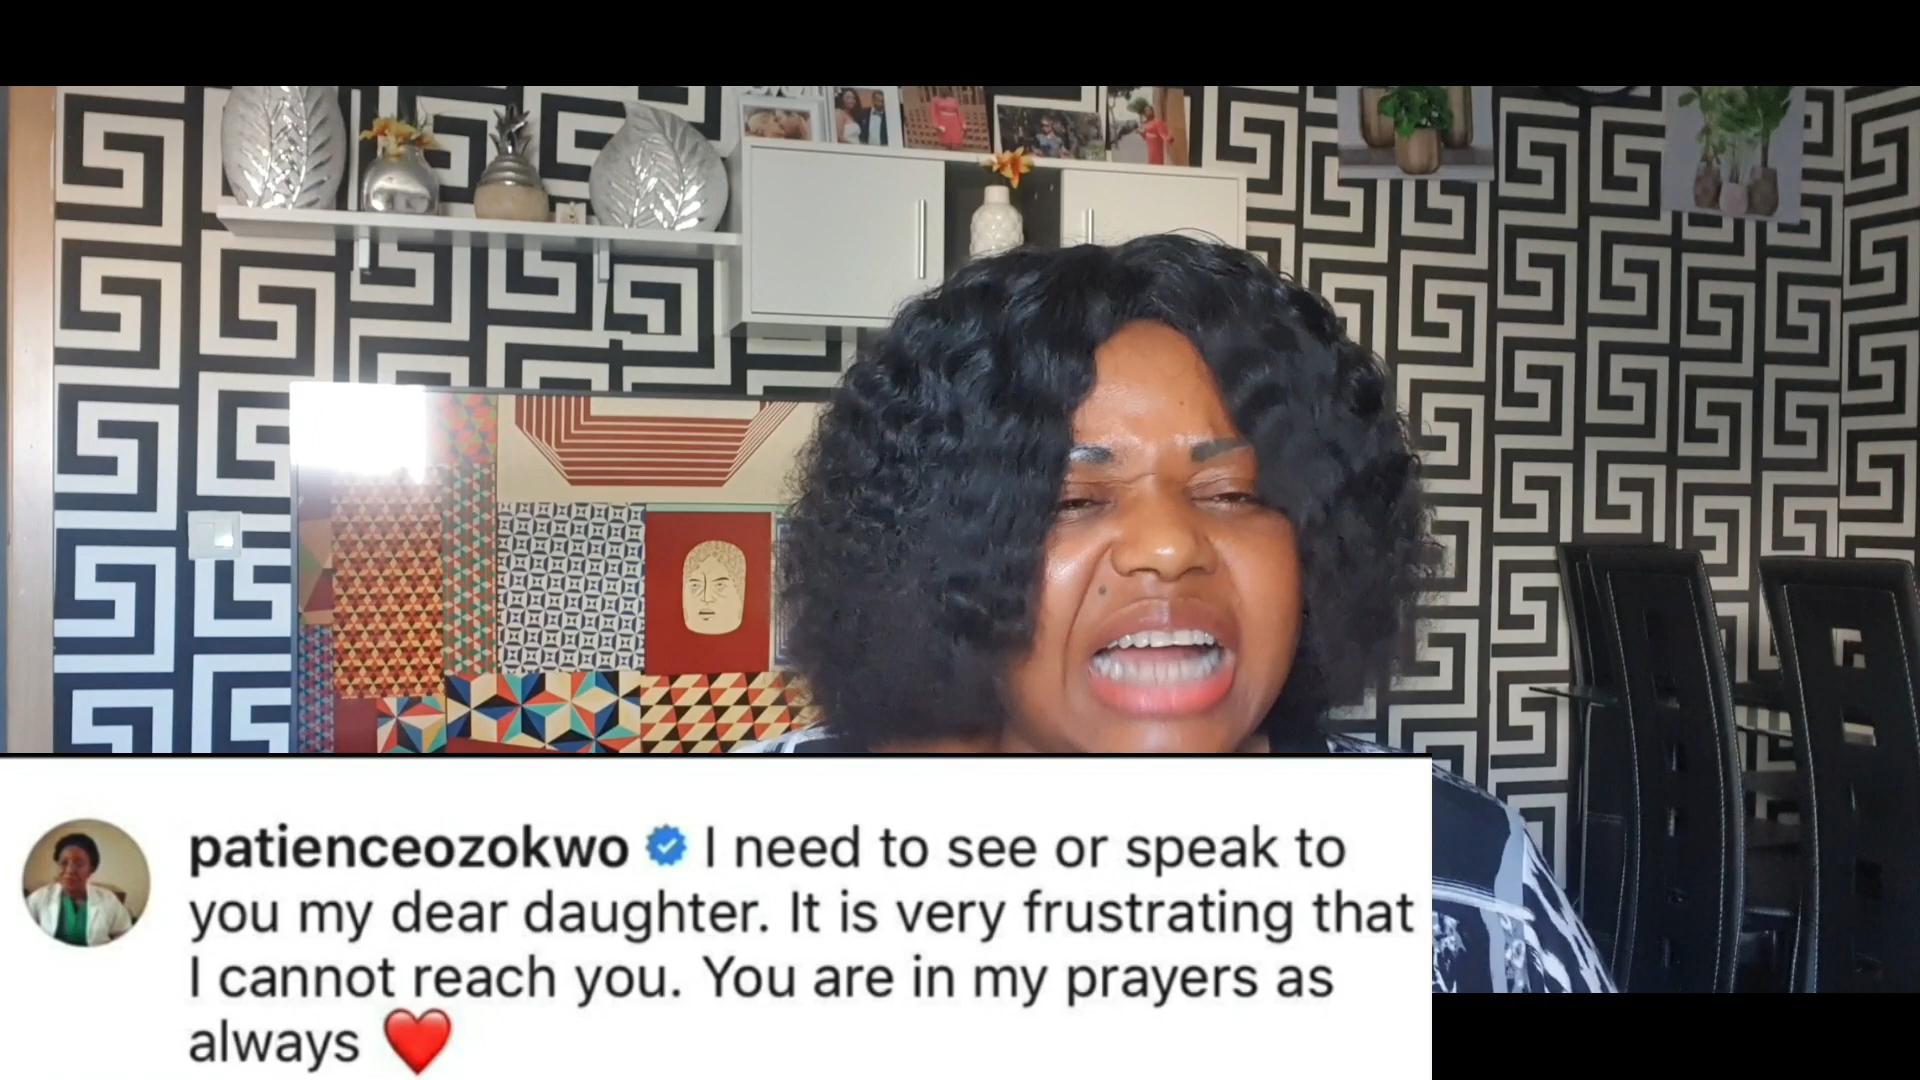 patienceozokwo I need to see or speak to
you my dear daughter. It is very frustrating that
I cannot reach you. You are in my prayers as
always ❤️